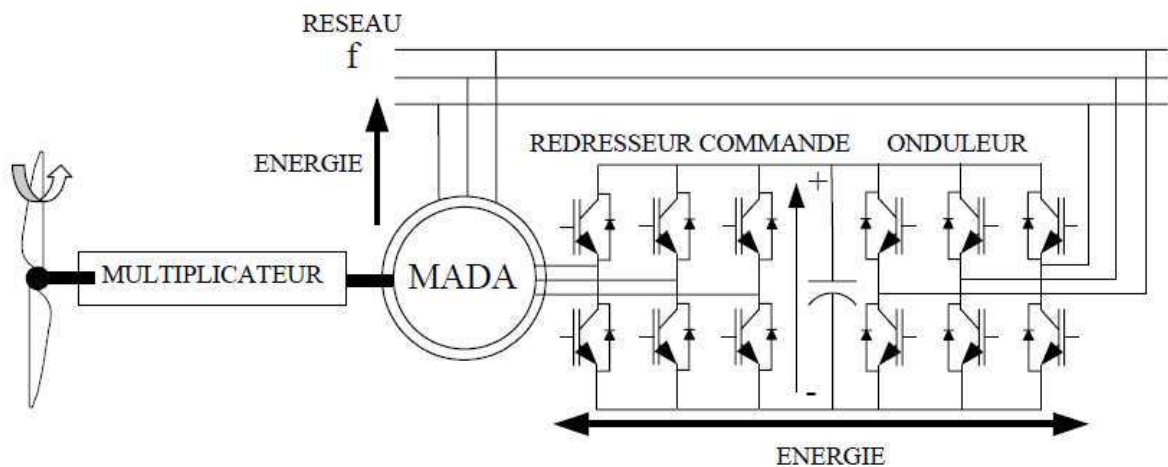 RESEAU
f
ENERGIE
REDRESSEUR COMMANDE
ONDULEUR
+
MULTIPLICATEUR
MADA
-
ENERGIE